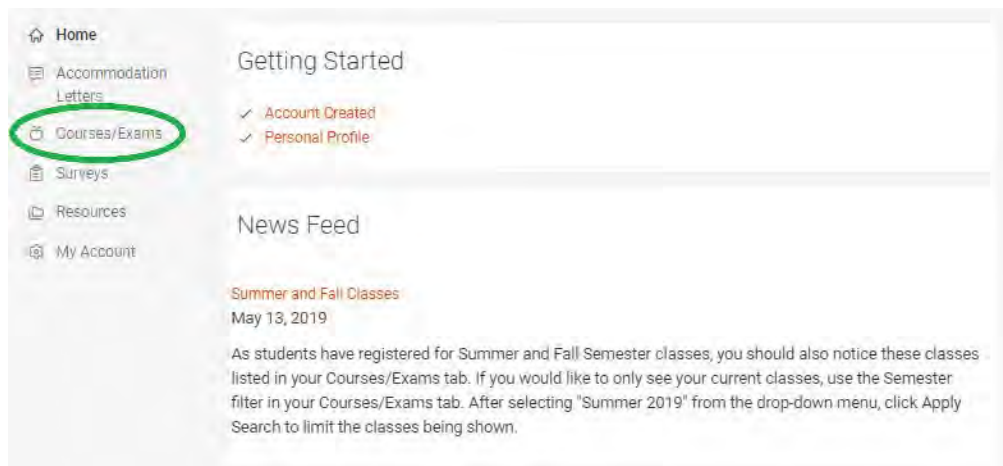 Home
Accommodation
Letters
Courses/Exams
Surveys
Resources
My Account
Getting Started
Account Created
Personal Profile
News Feed
Summer and Fall Classes
May 13, 2019
As students have registered for Summer and Fall Semester classes, you should also notice these classes
listed in your Courses/Exams tab. If you would like to only see your current classes, use the Semester
filter in your Courses/Exams tab. After selecting "Summer 2019" from the drop-down menu, click Apply
Search to limit the classes being shown.